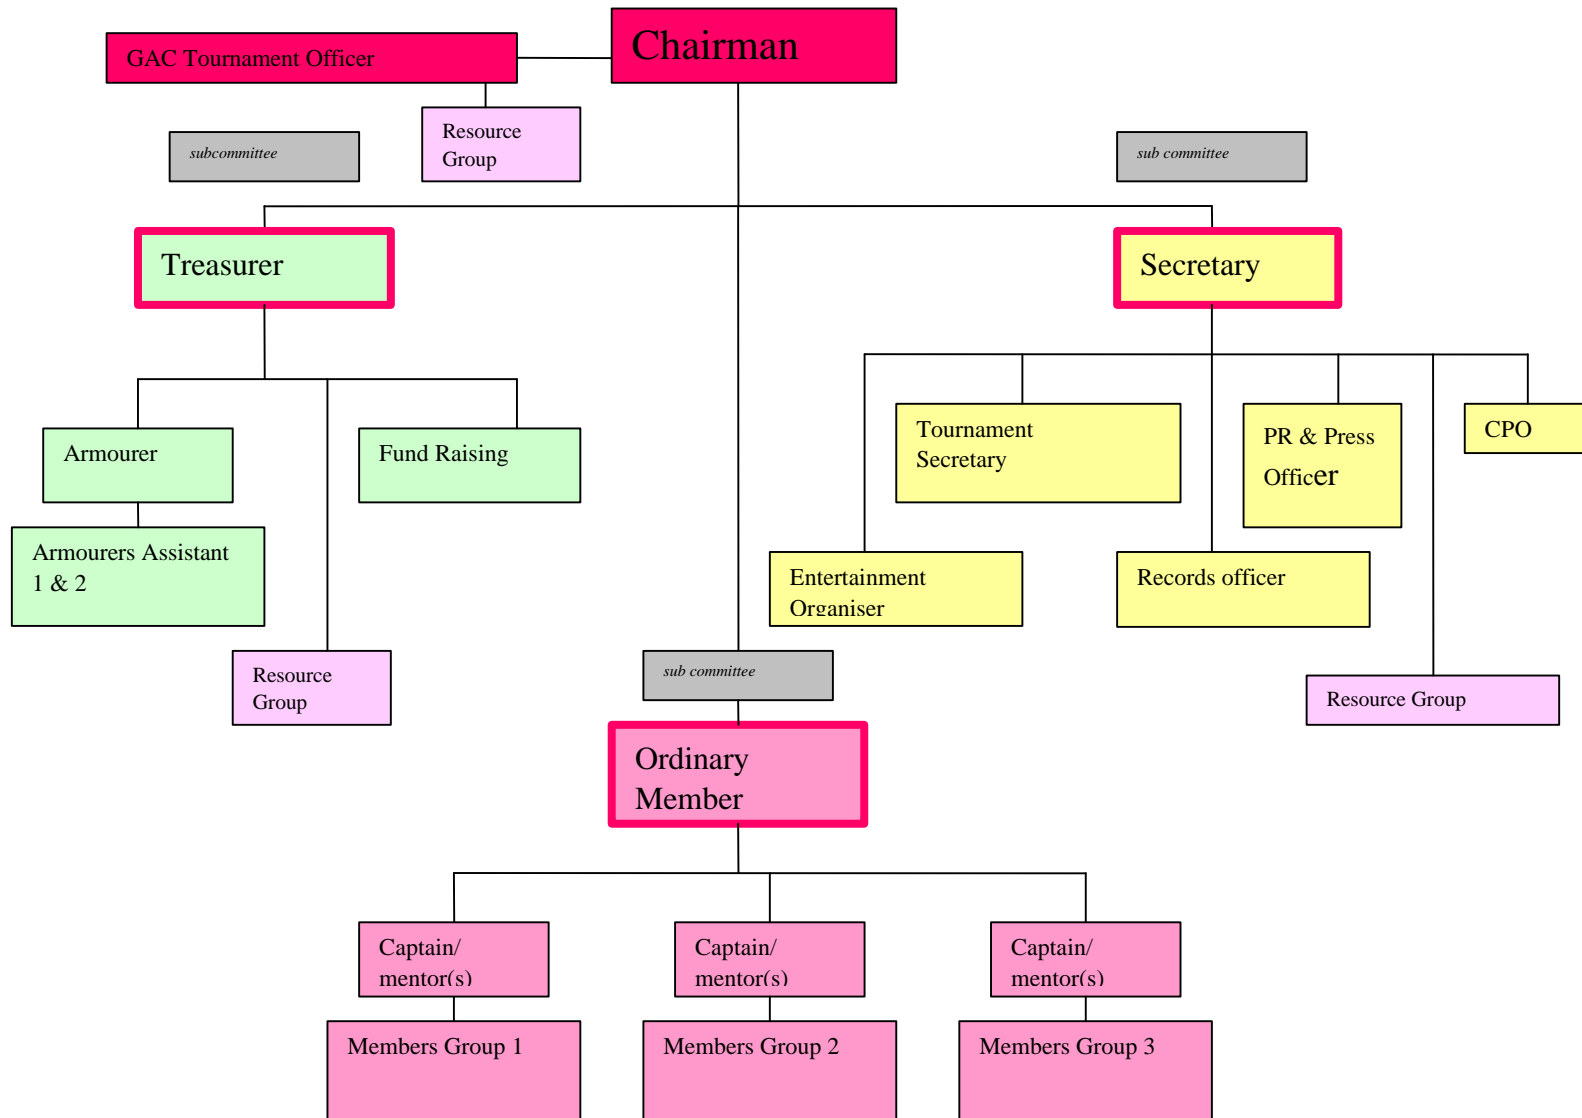 Chairman
GAC Tournament Officer
Resource
Group
subcommittee
sub committee
Treasurer
Secretary
Armourer
Fund Raising
Tournament
Secretary
PR & Press
Officer
CPO
Armourers Assistant
1 & 2
Entertainment
Organiser
Records officer
Resource
Group
sub committee
Resource Group
Ordinary
Member
Captain/
mentor(s)
Captain/
mentor(s)
Captain/
mentor(s)
Members Group 1
Members Group 2
Members Group 3